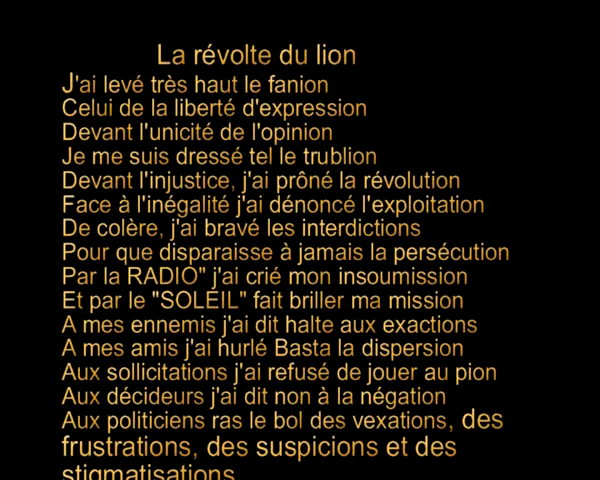 La révolte du lion
J'ai levé très haut le fanion
Celui de la liberté d'expression
Devant l'unicité de l'opinion
Je me suis dressé tel le trublion
Devant l'injustice, j'ai prôné la révolution
Face à l'inégalité j'ai dénoncé l'exploitation
De colère, j'ai bravé les interdictions
Pour que disparaisse à jamais la persécution
Par la RADIO" j'ai crié mon insoumission
Et par le "SOLEIL" fait briller ma mission
A mes ennemis j'ai dit halte aux exactions
A mes amis j'ai hurlé Basta la dispersion
Aux sollicitations j'ai refusé de jouer au pion
Aux décideurs j'ai dit non à la négation
Aux politiciens ras le bol des vexations, des
frustrations, des suspicions et des
stigmatisations